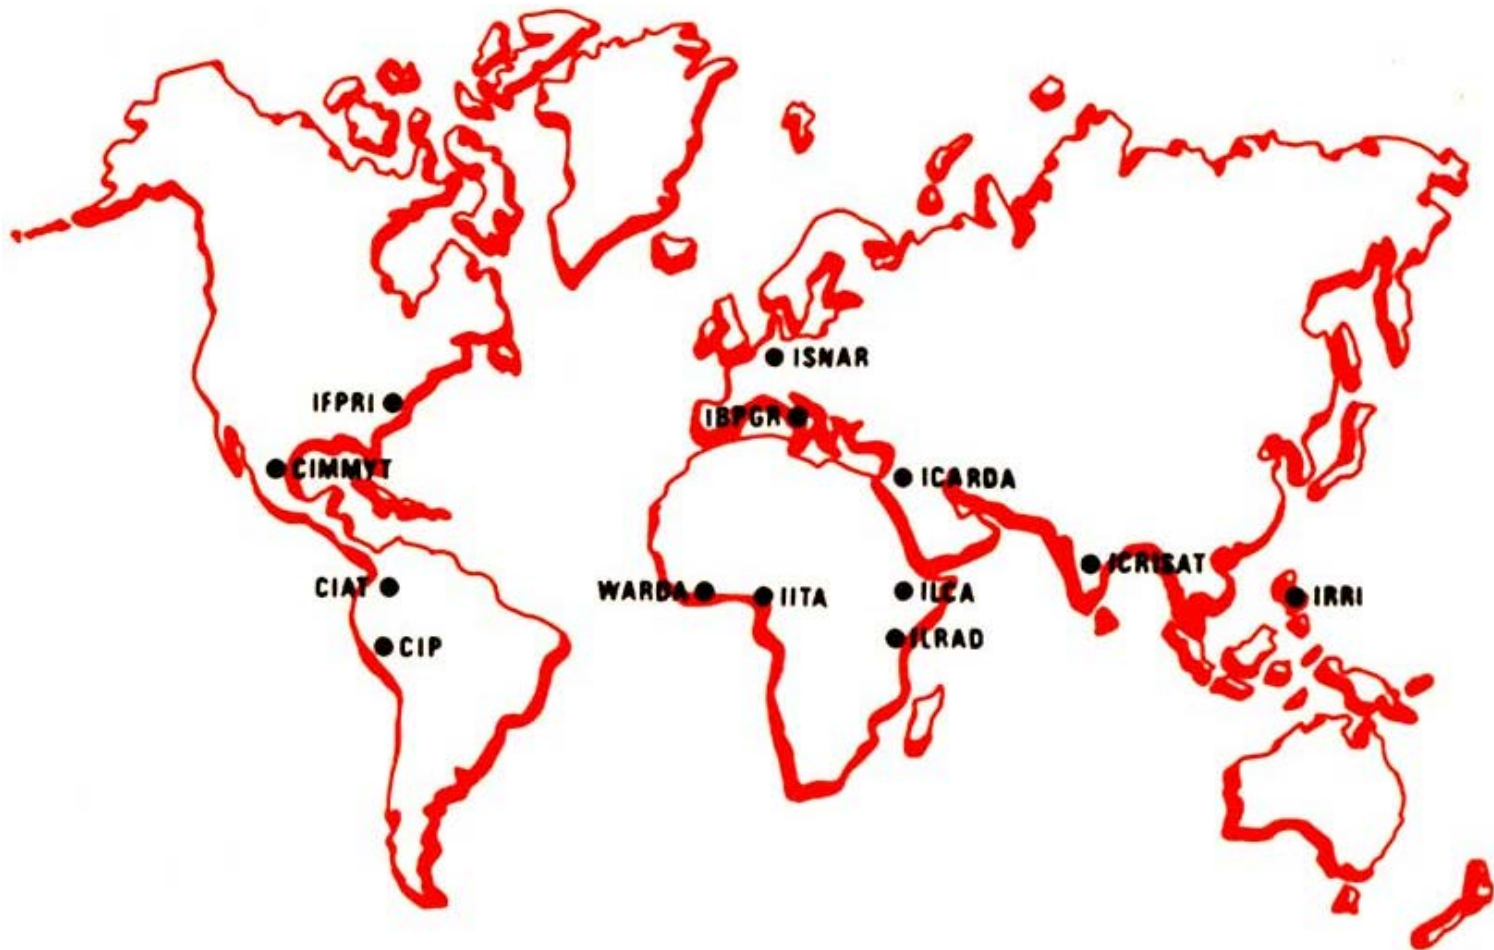 ISNAR
IFPRI
IBPGR
CIMMYT
ICARDA
ICRISAT
CIAT
WARDA
IITA
ILCA
IRRI
CIP
ILRAD